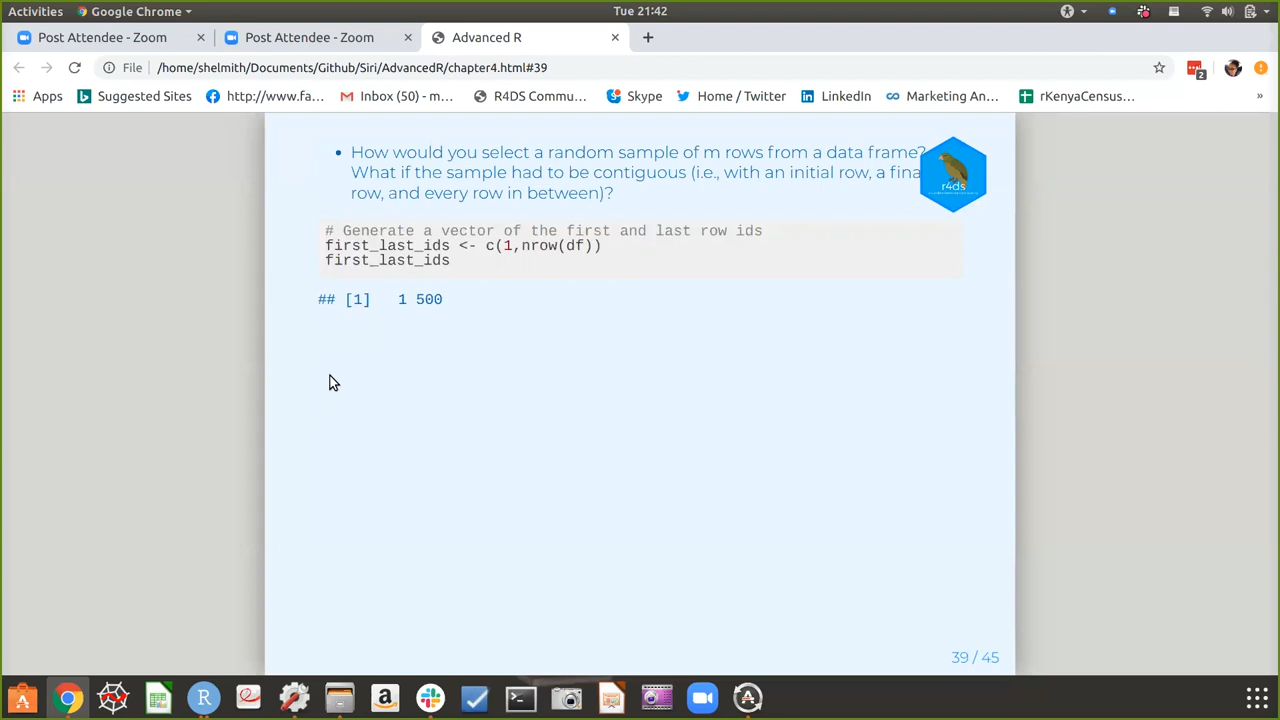 Activities
Google Chrome
Tue 21:42
Post Attendee - Zoom
Post Attendee - Zoom
Advanced R
File
/home/shelmith/Documents/Github/Siri/AdvancedR/chapter4.html#39
2
Apps
Suggested Sites
http://www.fa...
Inbox (50) - m...
R4DS Commu...
Skype
Home / Twitter
LinkedIn
Marketing An...
rKenyaCensus...
»
• How would you select a random sample of m rows from a data frame?
What if the sample had to be contiguous (i.e., with an initial row, a fina
row, and every row in between)?
r4ds
# Generate a vector of the first and last row ids
first_last_ids <- c(1,nrow(df))
first_last_ids
## [1]   1 500
39 / 45